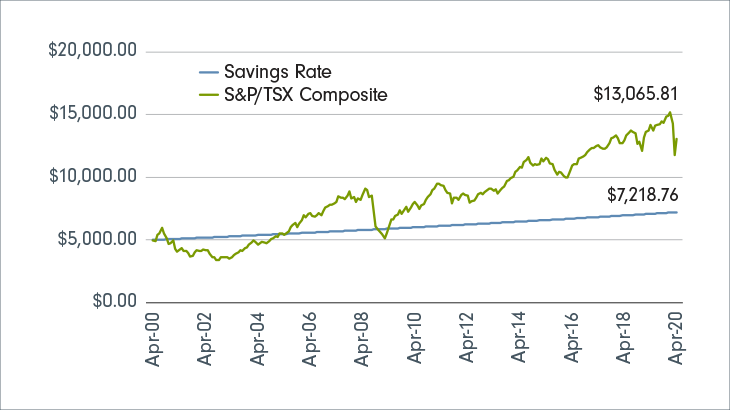 $20,000.00
Savings Rate
S&P/TSX Composite
$13,065.81
$15,000.00
$10,000.00
$7,218.76
$5,000.00
$0.00
Apr-00
Apr-02
Apr-04
Apr-06
Apr-08
Apr-10
Apr-12
Apr-14
Apr-16
Apr-18
Apr-20